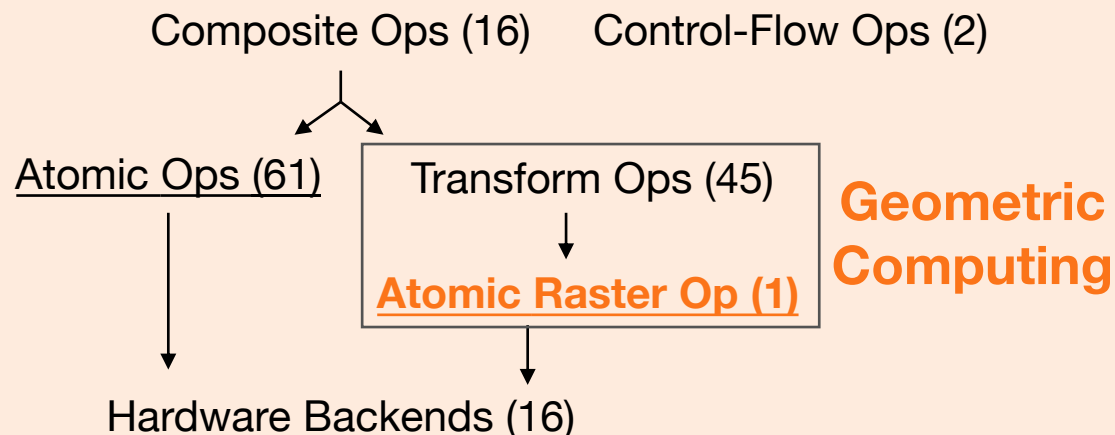 Composite Ops (16) Control-Flow Ops (2)
Atomic Ops (61)
Transform Ops (45)
Geometric
Computing
Atomic Raster Op (1)
Hardware Backends (16)